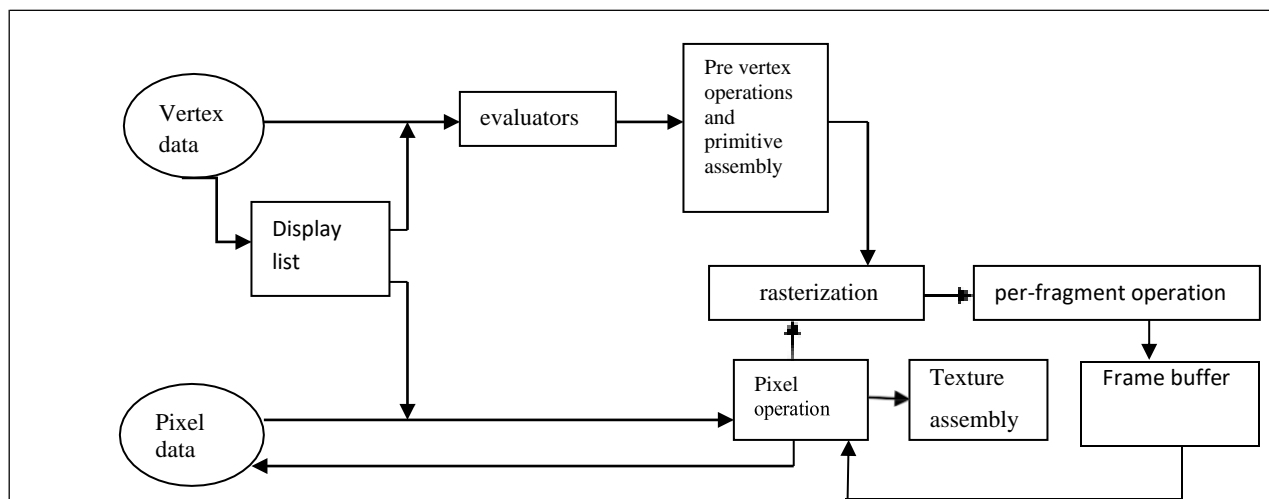 Vertex
data
evaluators
Pre vertex
operations
and
primitive
assembly
Display
list
rasterization
per-fragment operation
Pixel
data
Pixel
operation
Texture
assembly
Frame buffer